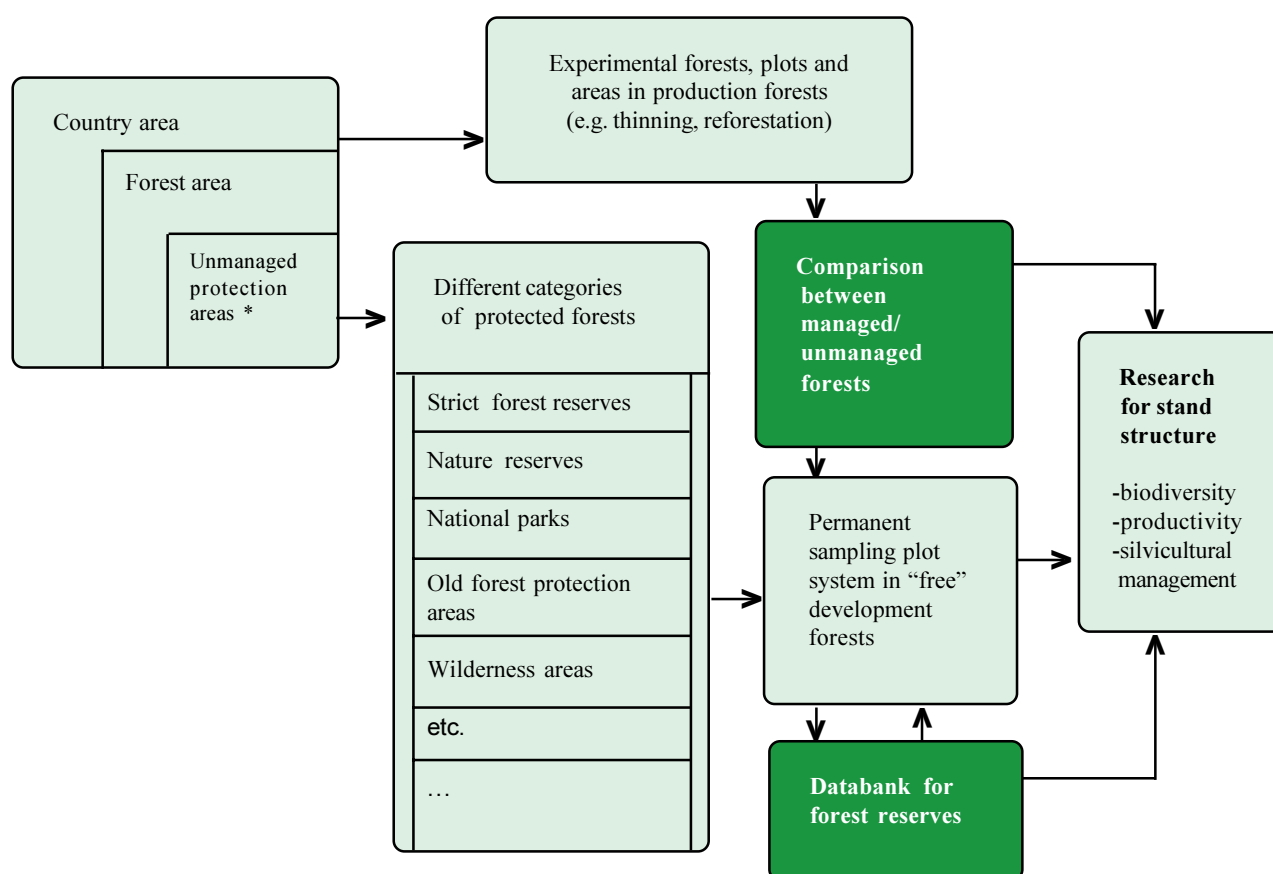 Country area
Forest area
Unmanaged
protection
areas *
Experimental forests, plots and
areas in production forests
(e.g. thinning, reforestation)
Different categories
of protected forests
Strict forest reserves
Nature reserves
National parks
Old forest protection
areas
Wilderness areas
etc.
…
Comparison
between
managed/
unmanaged
forests
Permanent
sampling plot
system in “free”
development
forests
Databank for
forest reserves
Research
for stand
structure
-biodiversity
-productivity
-silvicultural
management